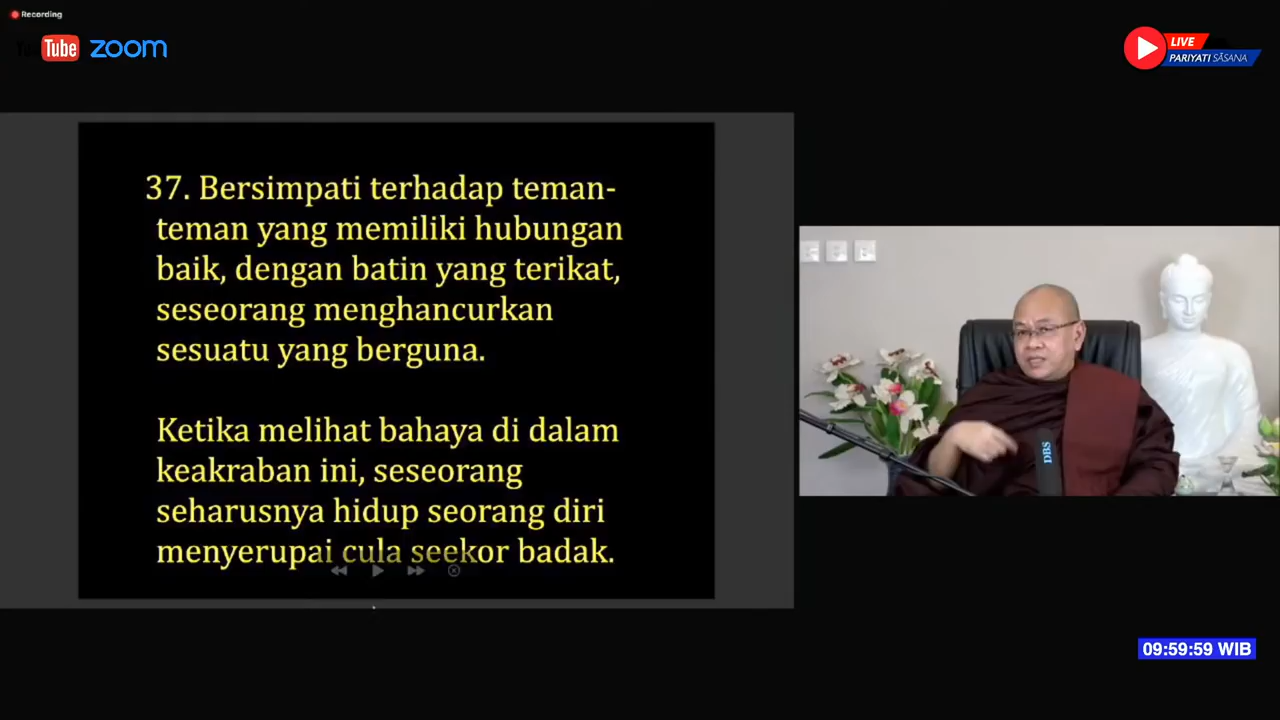 Recording
Tube zoom
LIVE
PARIYATI SĀSANA
37. Bersimpati terhadap teman-
teman yang memiliki hubungan
baik, dengan batin yang terikat,
seseorang menghancurkan
sesuatu yang berguna.
Ketika melihat bahaya di dalam
keakraban ini, seseorang
seharusnya hidup seorang diri
menyerupai cula seekor badak.
DBS
09:59:59 WIB